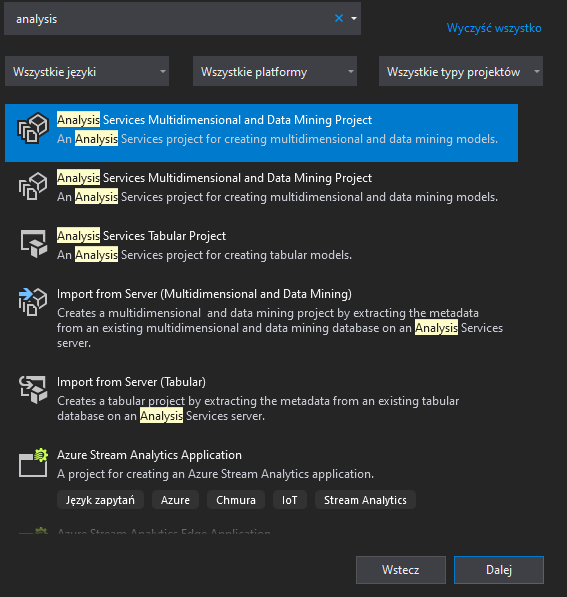 analysis
Wyczyść wszystko
Wszystkie języki
Wszystkie platformy
Wszystkie typy projektów
Analysis Services Multidimensional and Data Mining Project
An Analysis Services project for creating multidimensional and data mining models.
Analysis Services Multidimensional and Data Mining Project
An Analysis Services project for creating multidimensional and data mining models.
Analysis Services Tabular Project
An Analysis Services project for creating tabular models.
Import from Server (Multidimensional and Data Mining)
Creates a multidimensional and data mining project by extracting the metadata
from an existing multidimensional and data mining database on an Analysis Services
server.
Import from Server (Tabular)
Creates a tabular project by extracting the metadata from an existing tabular
database on an Analysis Services server.
Azure Stream Analytics Application
A project for creating an Azure Stream Analytics application.
Język zapytań
Azure
Chmura
IoT
Stream Analytics
Azure Stream Analytics Edge Application
Wstecz
Dalej